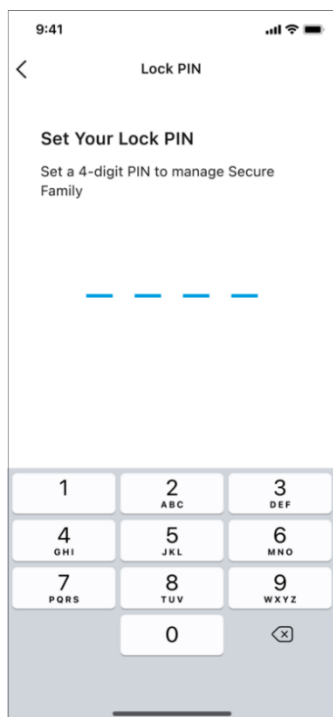 9:41
Lock PIN
Set Your Lock PIN
Set a 4-digit PIN to manage Secure
Family
1 2 3
ABC DEF
4 5 6
GHI JKL MNO
7 8 9
PQRS TUV WXYZ
0